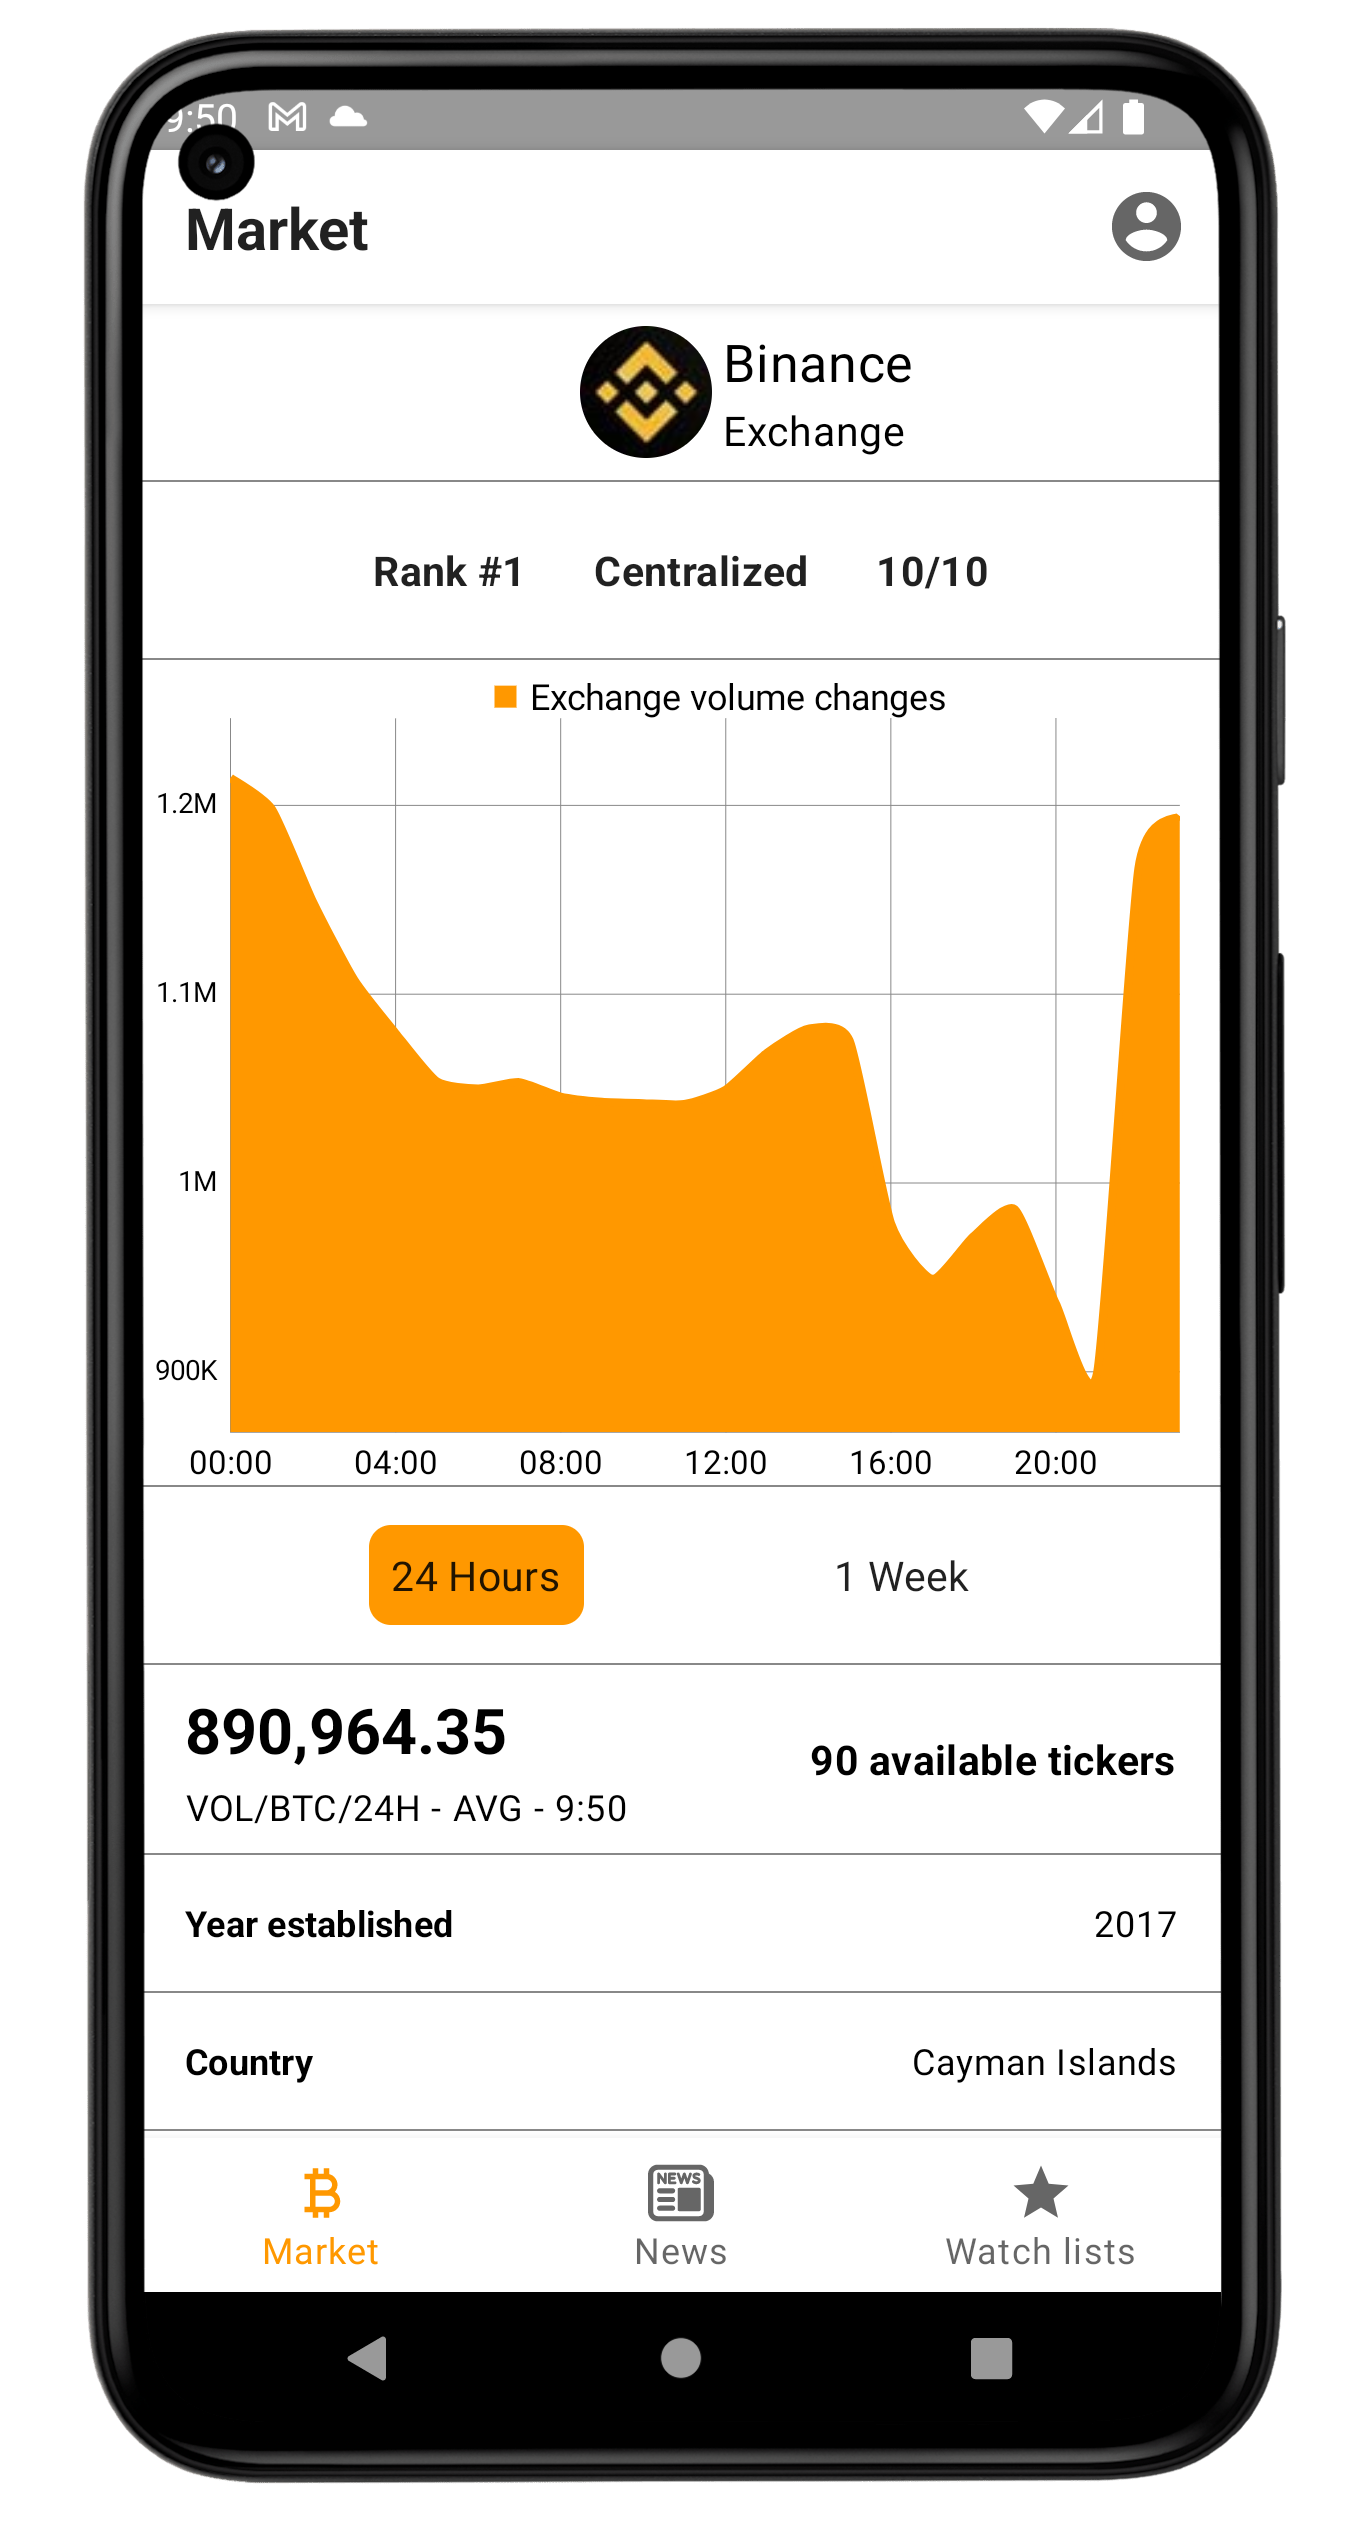 9:50
Market
Binance
Exchange
Rank #1 Centralized 10/10
Exchange volume changes
1.2M
1.1M
1M
900K
00:00 04:00 08:00 12:00 16:00 20:00
24 Hours 1 Week
890,964.35
90 available tickers
VOL/BTC/24H - AVG - 9:50
Year established 2017
Country Cayman Islands
NEWS
Market News Watch lists